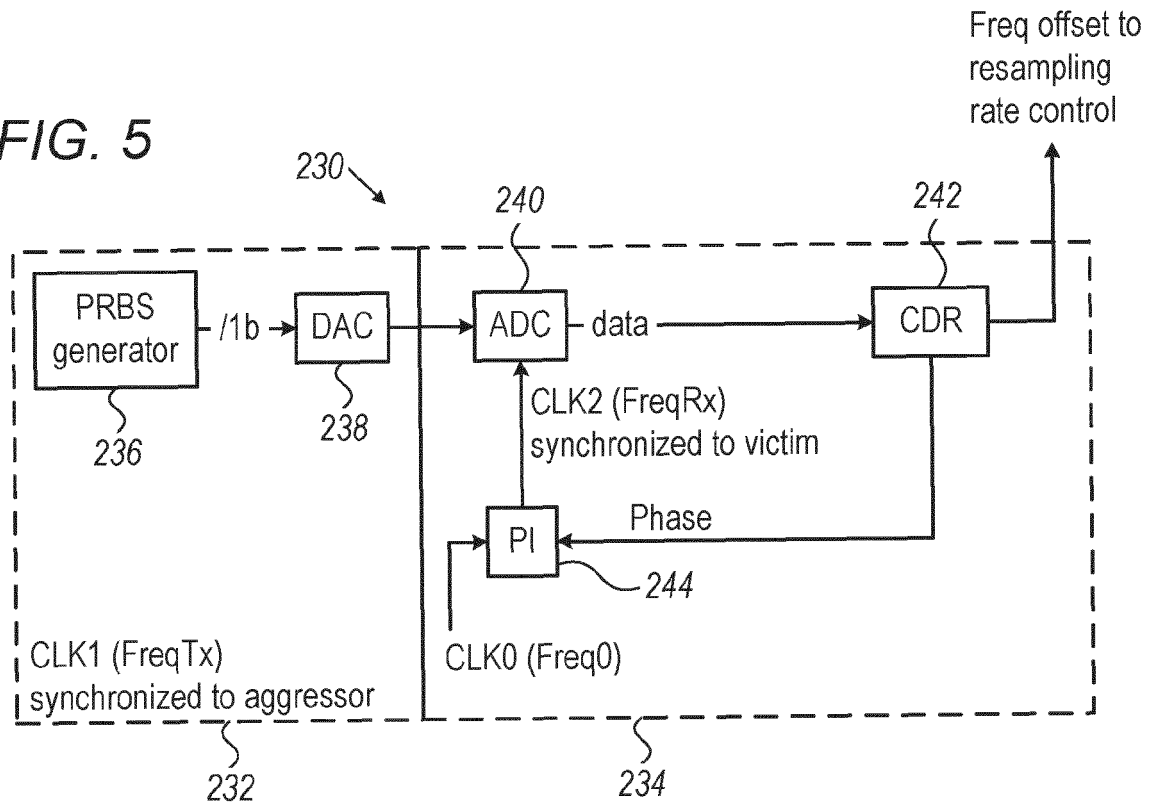 Freq offset to
resampling
rate control
FIG. 5
230
240
242
PRBS
generator
/1b
DAC
ADC
data
CDR
236
238
CLK2 (FreqRx)
synchronized to victim
PI
Phase
244
CLK1 (FreqTx)
synchronized to aggressor
CLK0 (Freq0)
232
234